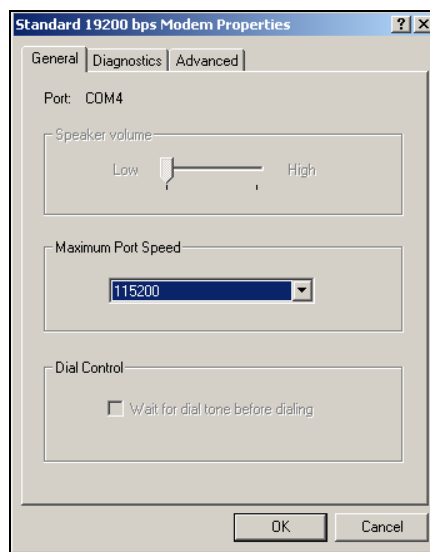 Standard 19200 bps Modem Properties
General Diagnostics Advanced
Port: COM4
Speaker volume
Low High
Maximum Port Speed
115200
Dial Control
Wait for dial tone before dialing
OK Cancel